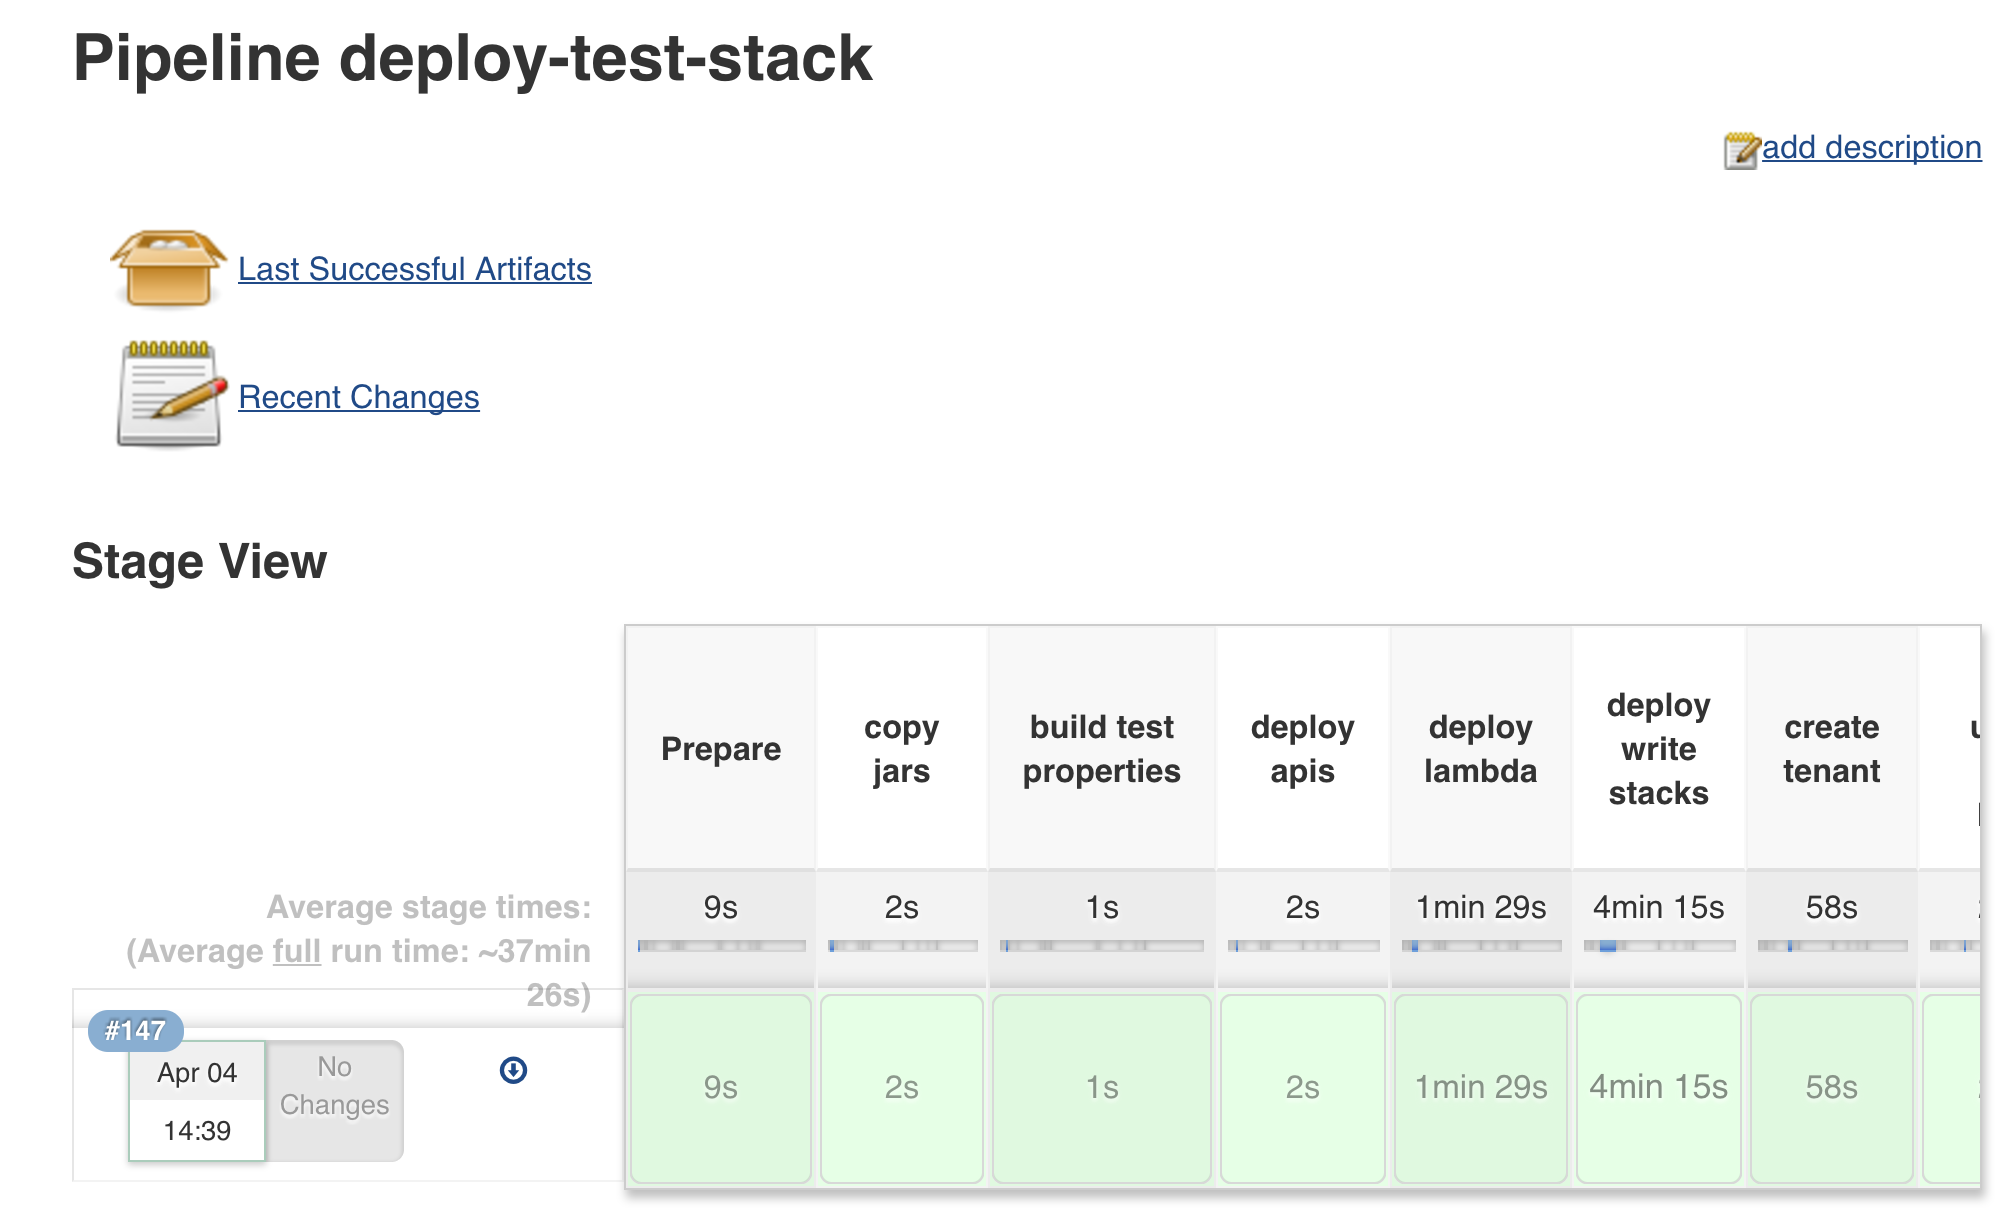 Pipeline deploy-test-stack
add description
Last Successful Artifacts
Recent Changes
Stage View
Prepare
copy
jars
build test
properties
deploy
apis
deploy
lambda
deploy
write
stacks
create
tenant
Average stage times:
(Average full run time: ~37min
26s)
9s
2s
1s
2s
1min 29s
4min 15s
58s
#147
Apr 04
14:39
No
Changes
9s
2s
1s
2s
1min 29s
4min 15s
58s